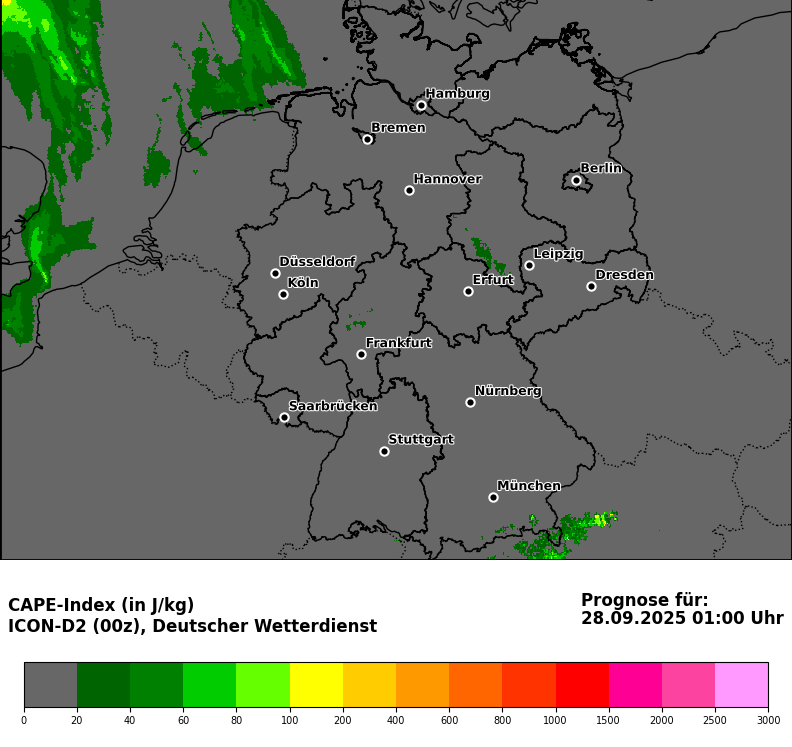 Hamburg
Bremen
Berlin
Hannover
Leipzig
Düsseldorf
Dresden
Köln
Erfurt
Frankfurt
Nürnberg
Saarbrücken
Stuttgart
München
CAPE-Index (in J/kg)
ICON-D2 (00z), Deutscher Wetterdienst
Prognose für:
28.09.2025 01:00 Uhr
0 20 40 60 80 100 200 400 600 800 1000 1500 2000 2500 3000